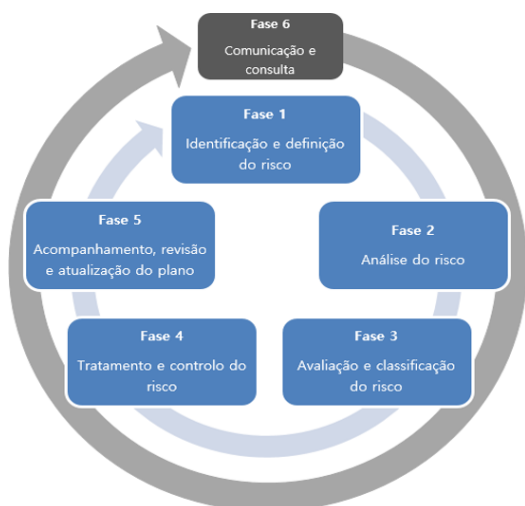 Fase 6
Comunicação e
consulta
Fase 1
Identificação e definição
do risco
Fase 2
Análise do risco
Fase 3
Avaliação e classificação
do risco
Fase 4
Tratamento e controlo do
risco
Fase 5
Acompanhamento, revisão
e atualização do plano